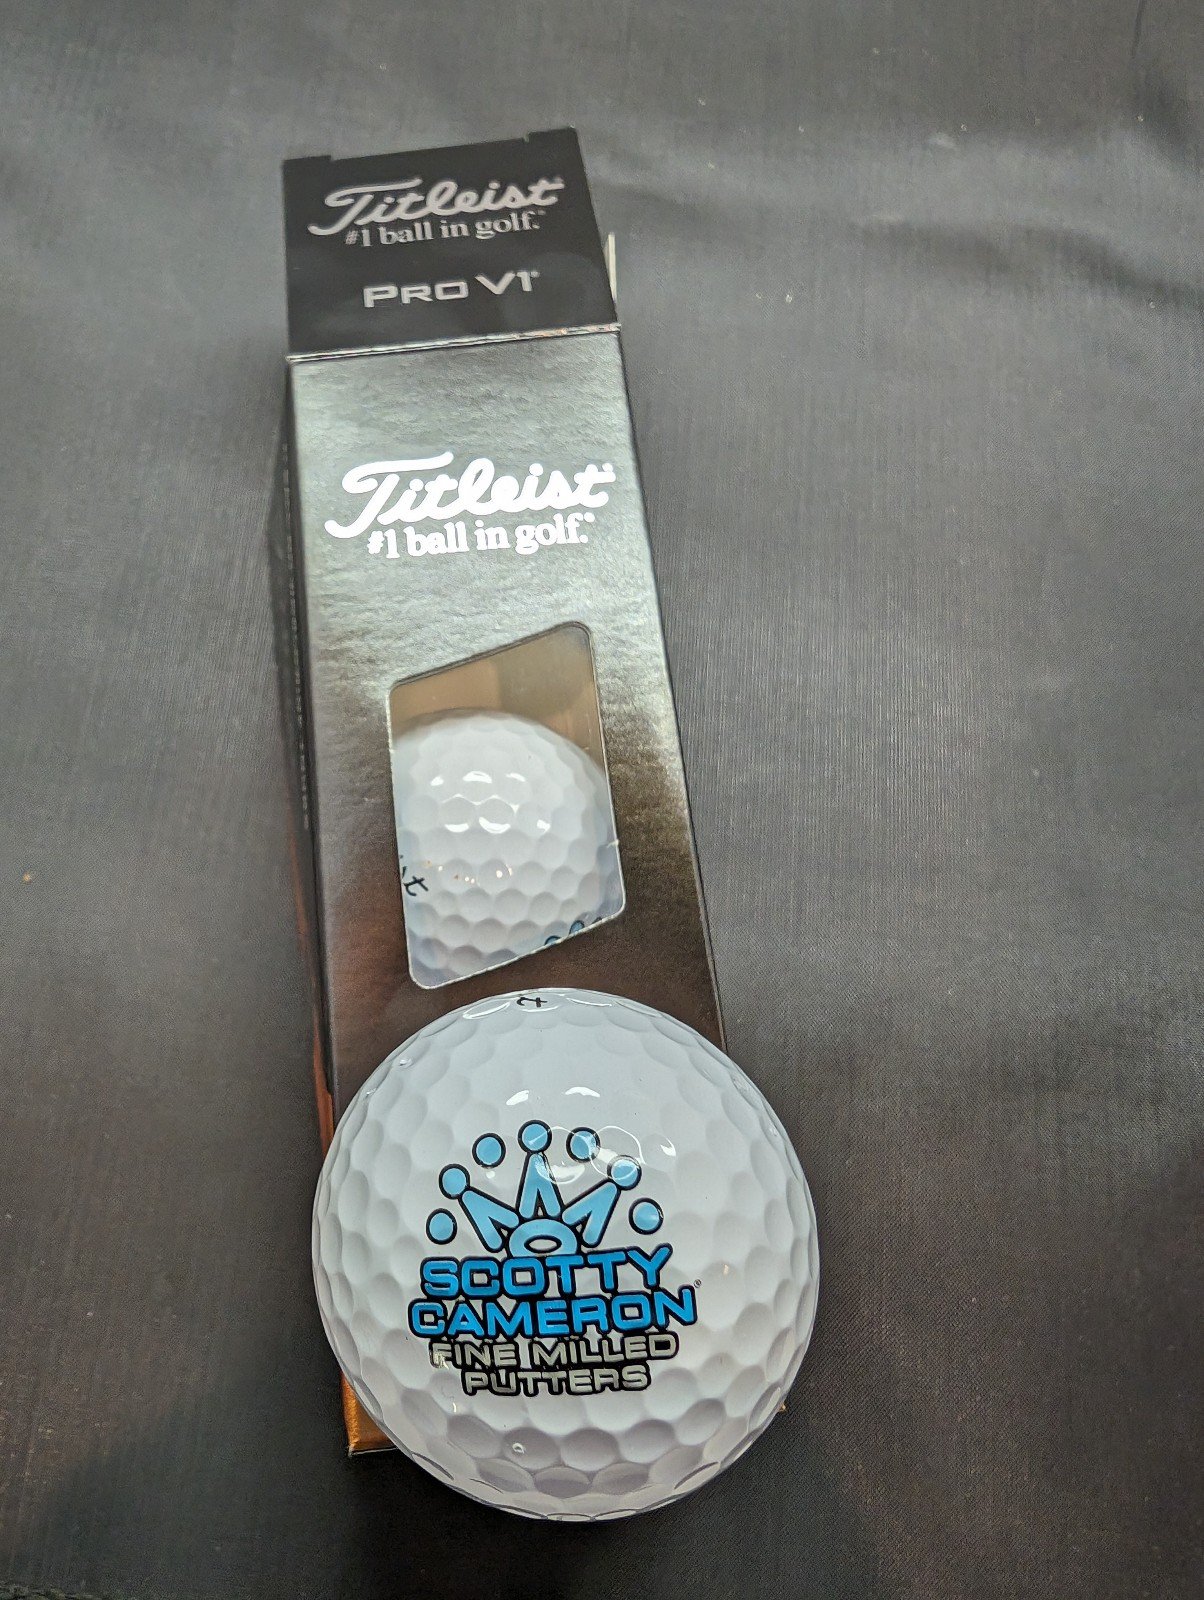 Titleist®
#1 ball in golf.®
PRO V1®
Titleist®
#1 ball in golf.®
t
t
SCOTTY
CAMERON®
FINE MILLED
PUTTERS